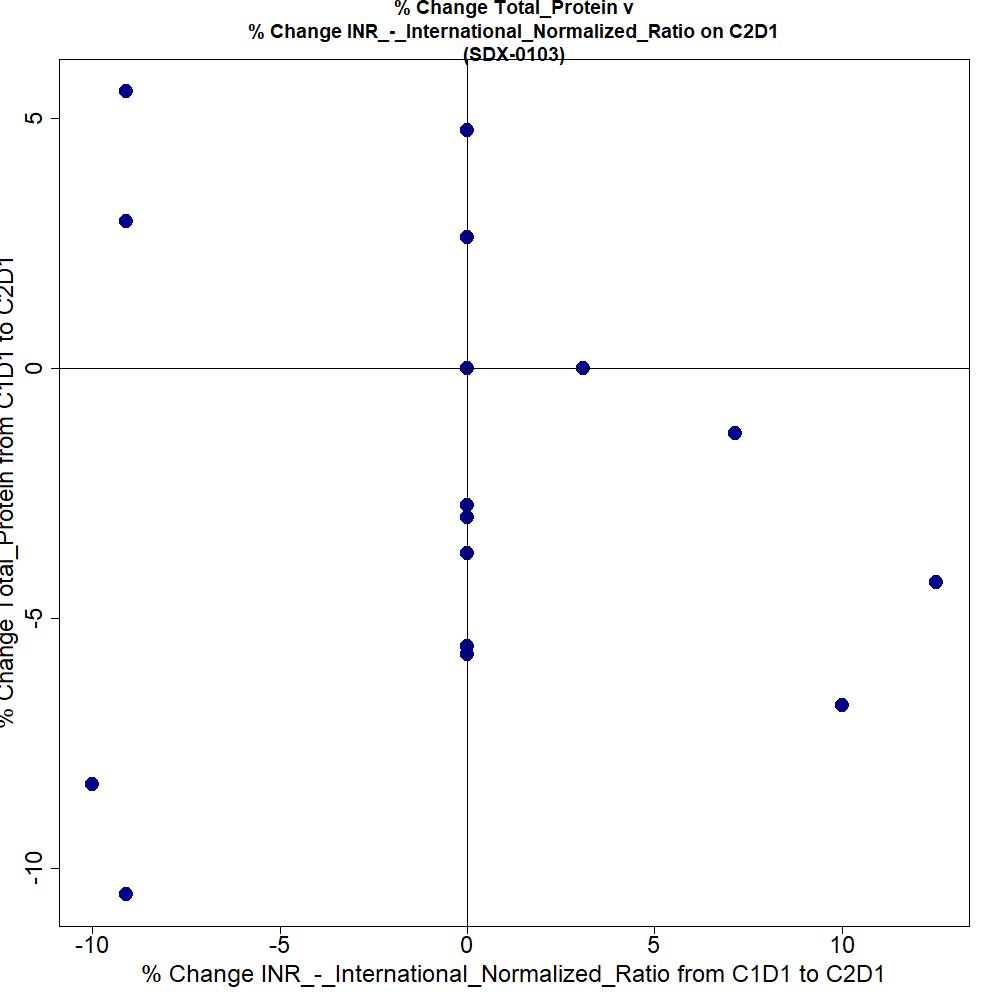 % Change Total_Protein v
% Change INR_-_International_Normalized_Ratio on C2D1
(SDX-0103)
% Change Total_Protein from C1D1 to C2D1
5
0
-5
-10
-10
-5
0
5
10
% Change INR_-_International_Normalized_Ratio from C1D1 to C2D1